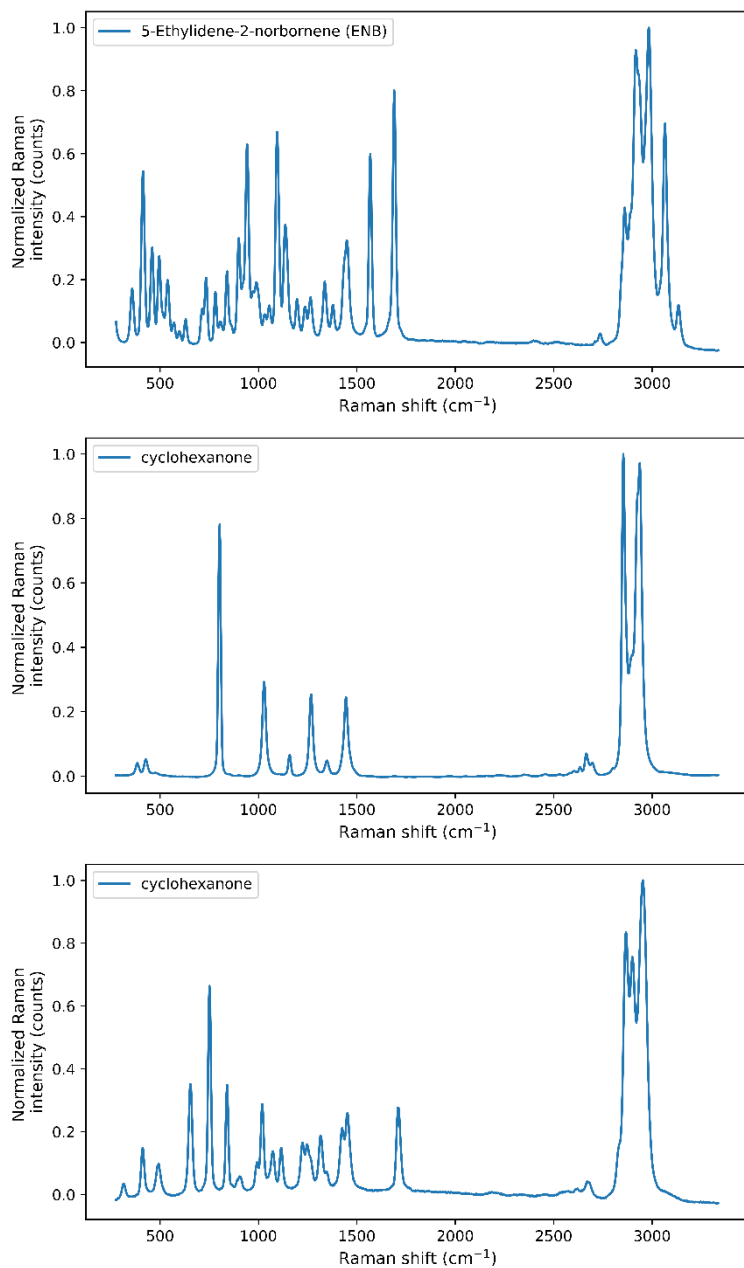 5-Ethylidene-2-norbornene (ENB)
1.0
0.8
0.6
0.4
0.2
0.0
Normalized Raman
intensity (counts)
500 1000 1500 2000 2500 3000
Raman shift (cm⁻¹)
cyclohexanone
1.0
0.8
0.6
0.4
0.2
0.0
Normalized Raman
intensity (counts)
500 1000 1500 2000 2500 3000
Raman shift (cm⁻¹)
cyclohexanone
1.0
0.8
0.6
0.4
0.2
0.0
Normalized Raman
intensity (counts)
500 1000 1500 2000 2500 3000
Raman shift (cm⁻¹)